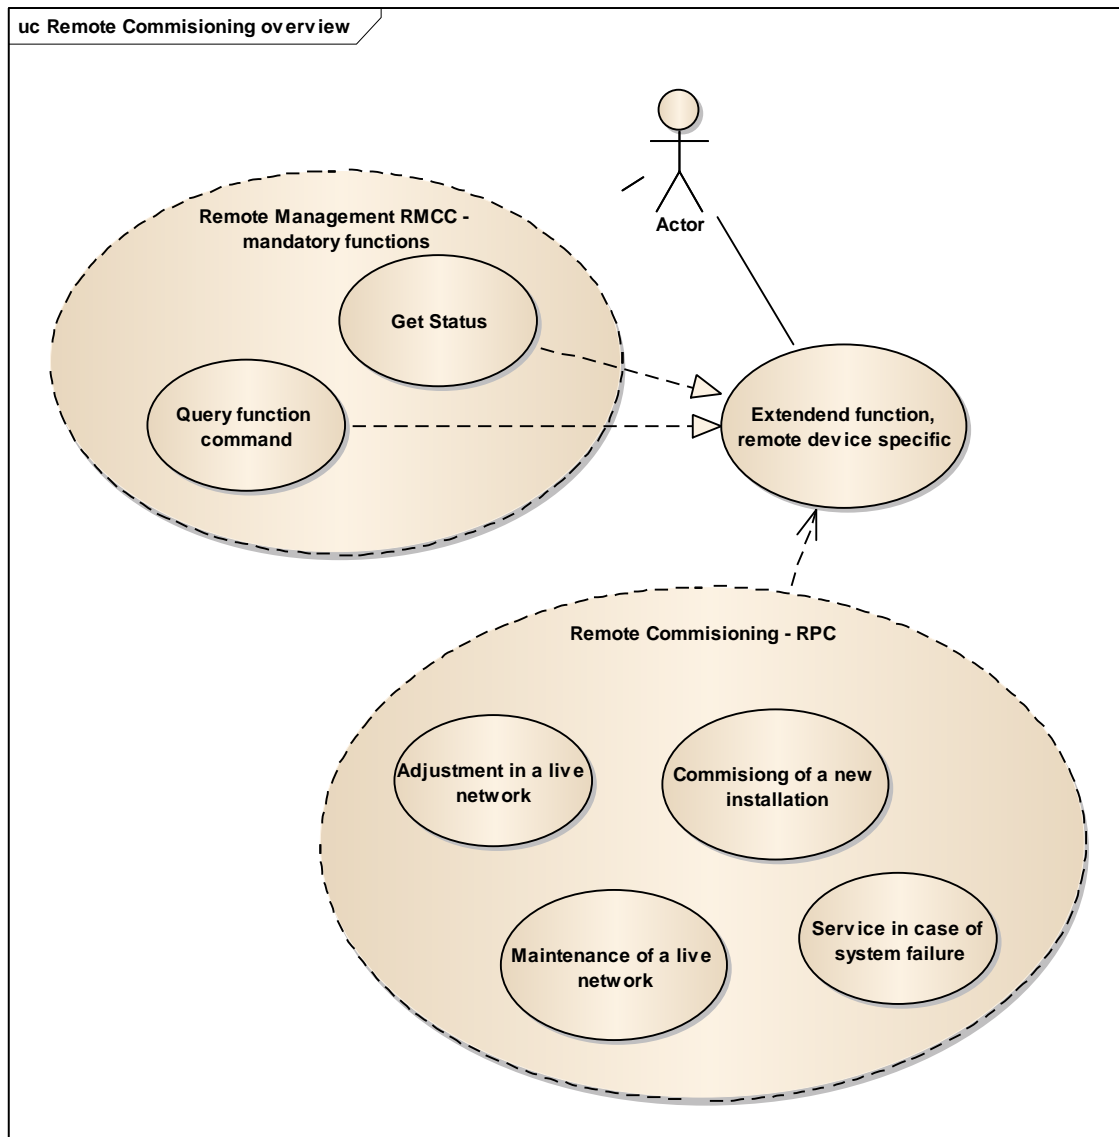 uc Remote Commisioning overview
Actor
Remote Management RMCC -
mandatory functions
Get Status
Query function
command
Extendend function,
remote device specific
Remote Commisioning - RPC
Adjustment in a live
network
Commisiong of a new
installation
Maintenance of a live
network
Service in case of
system failure